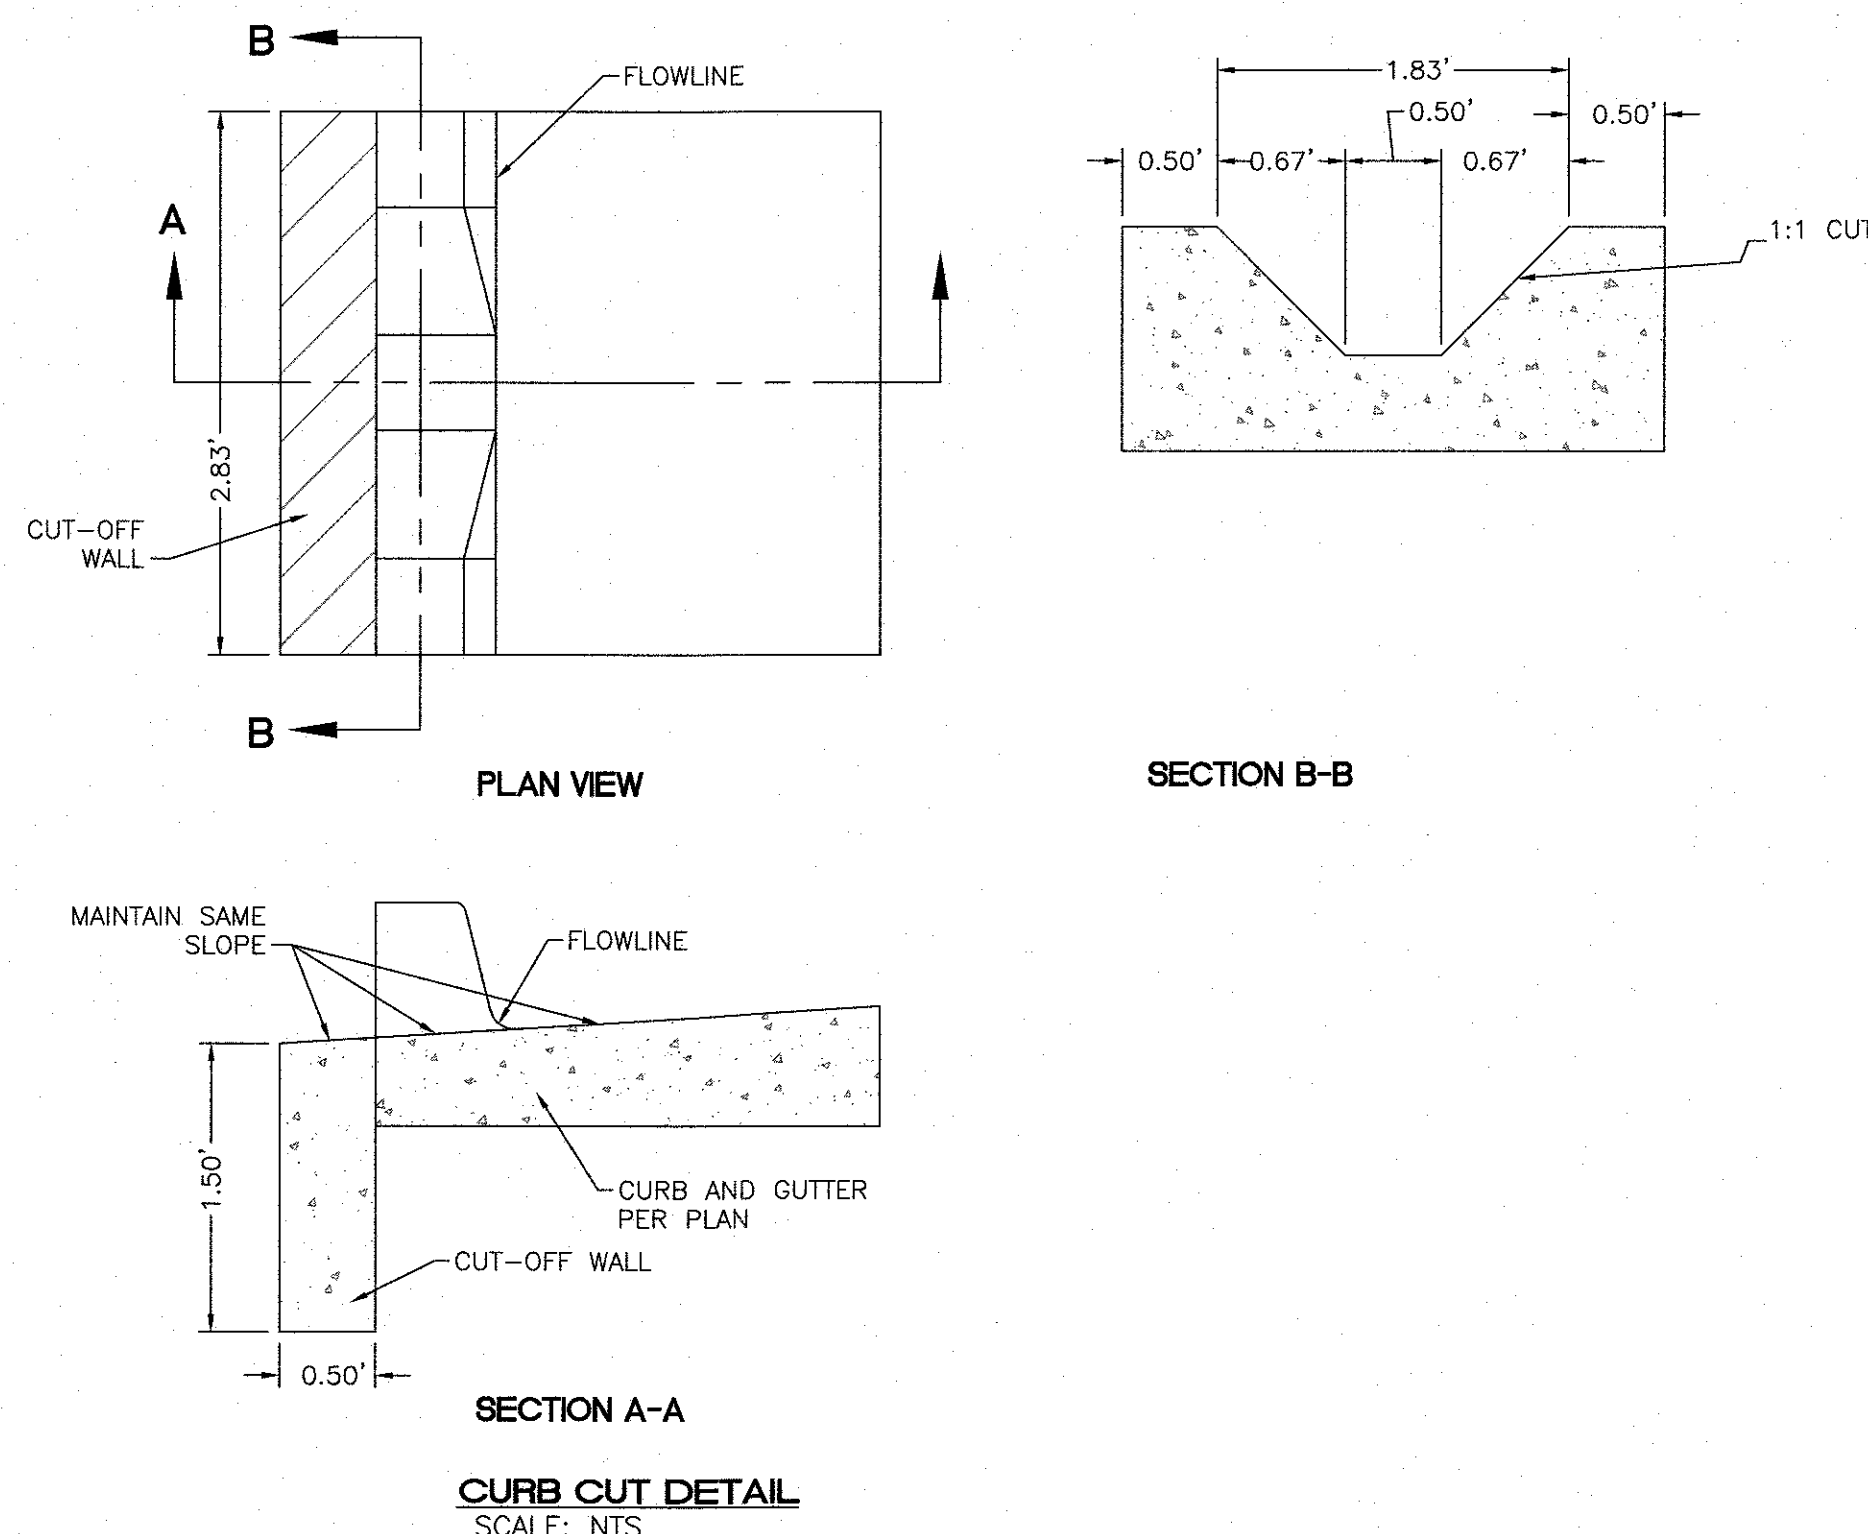 B
FLOWLINE
A
2.83'
CUT-OFF
WALL
B
PLAN VIEW
1.83'
0.50'
0.50'
0.50'
0.67'
0.67'
1:1 CUT
SECTION B-B
MAINTAIN SAME
SLOPE
FLOWLINE
1.50'
CURB AND GUTTER
PER PLAN
CUT-OFF WALL
0.50'
SECTION A-A
CURB CUT DETAIL
SCALE: NTS